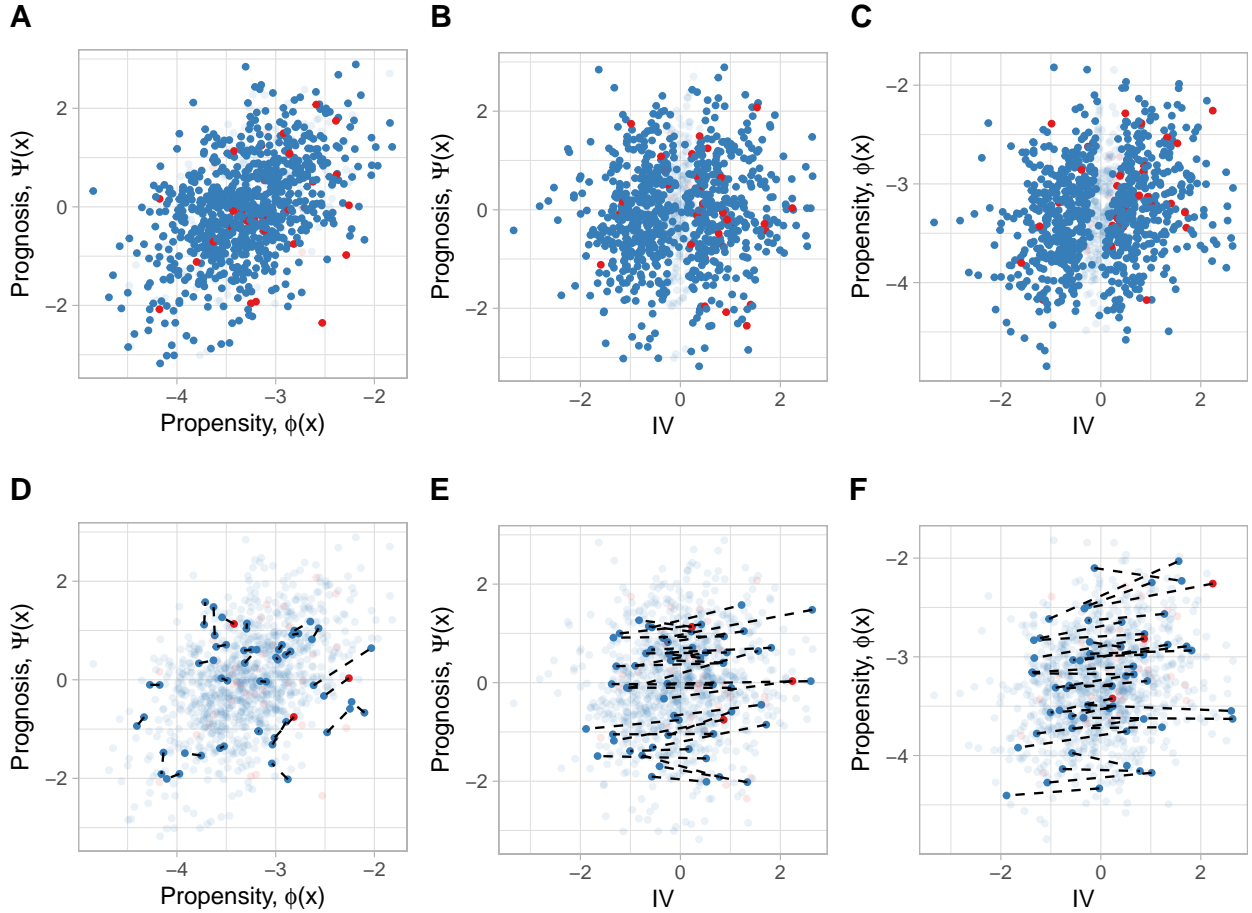 A
B
C
Prognosis, Ψ(x)
2
0
−2
−4
−3
−2
Propensity, ϕ(x)
Prognosis, Ψ(x)
2
0
−2
−2
0
2
IV
Propensity, ϕ(x)
−2
−3
−4
−2
0
2
IV
D
E
F
Prognosis, Ψ(x)
2
0
−2
−4
−3
−2
Propensity, ϕ(x)
Prognosis, Ψ(x)
2
0
−2
−2
0
2
IV
Propensity, ϕ(x)
−2
−3
−4
−2
0
2
IV